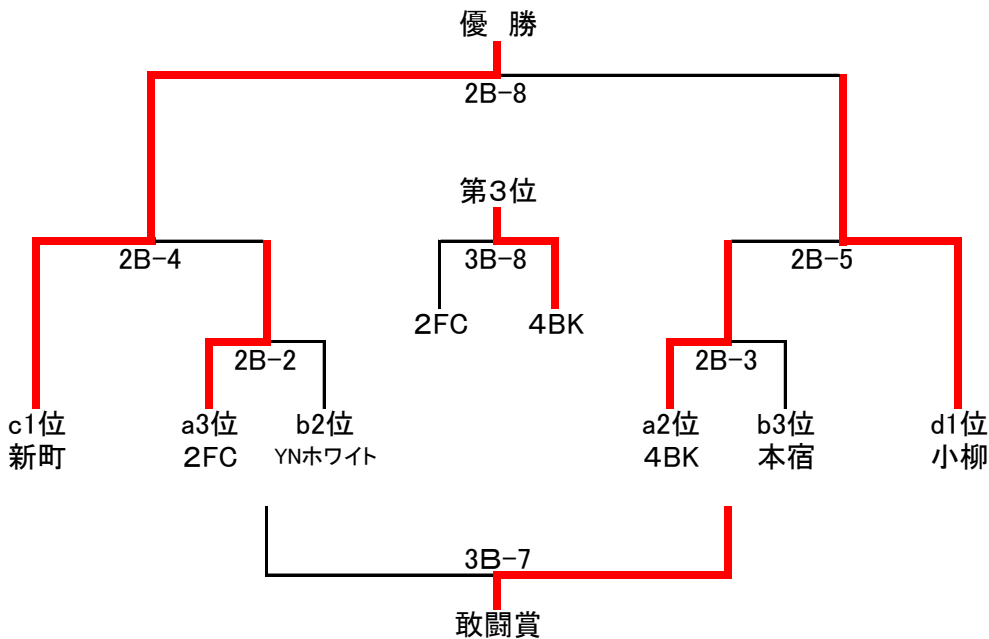 優 勝
2B-8
第3位
2B-4
3B-8
2B-5
2FC
4BK
2B-2
2B-3
c1位
新町
a3位
2FC
b2位
YNホワイト
a2位
4BK
b3位
本宿
d1位
小柳
3B-7
敢闘賞